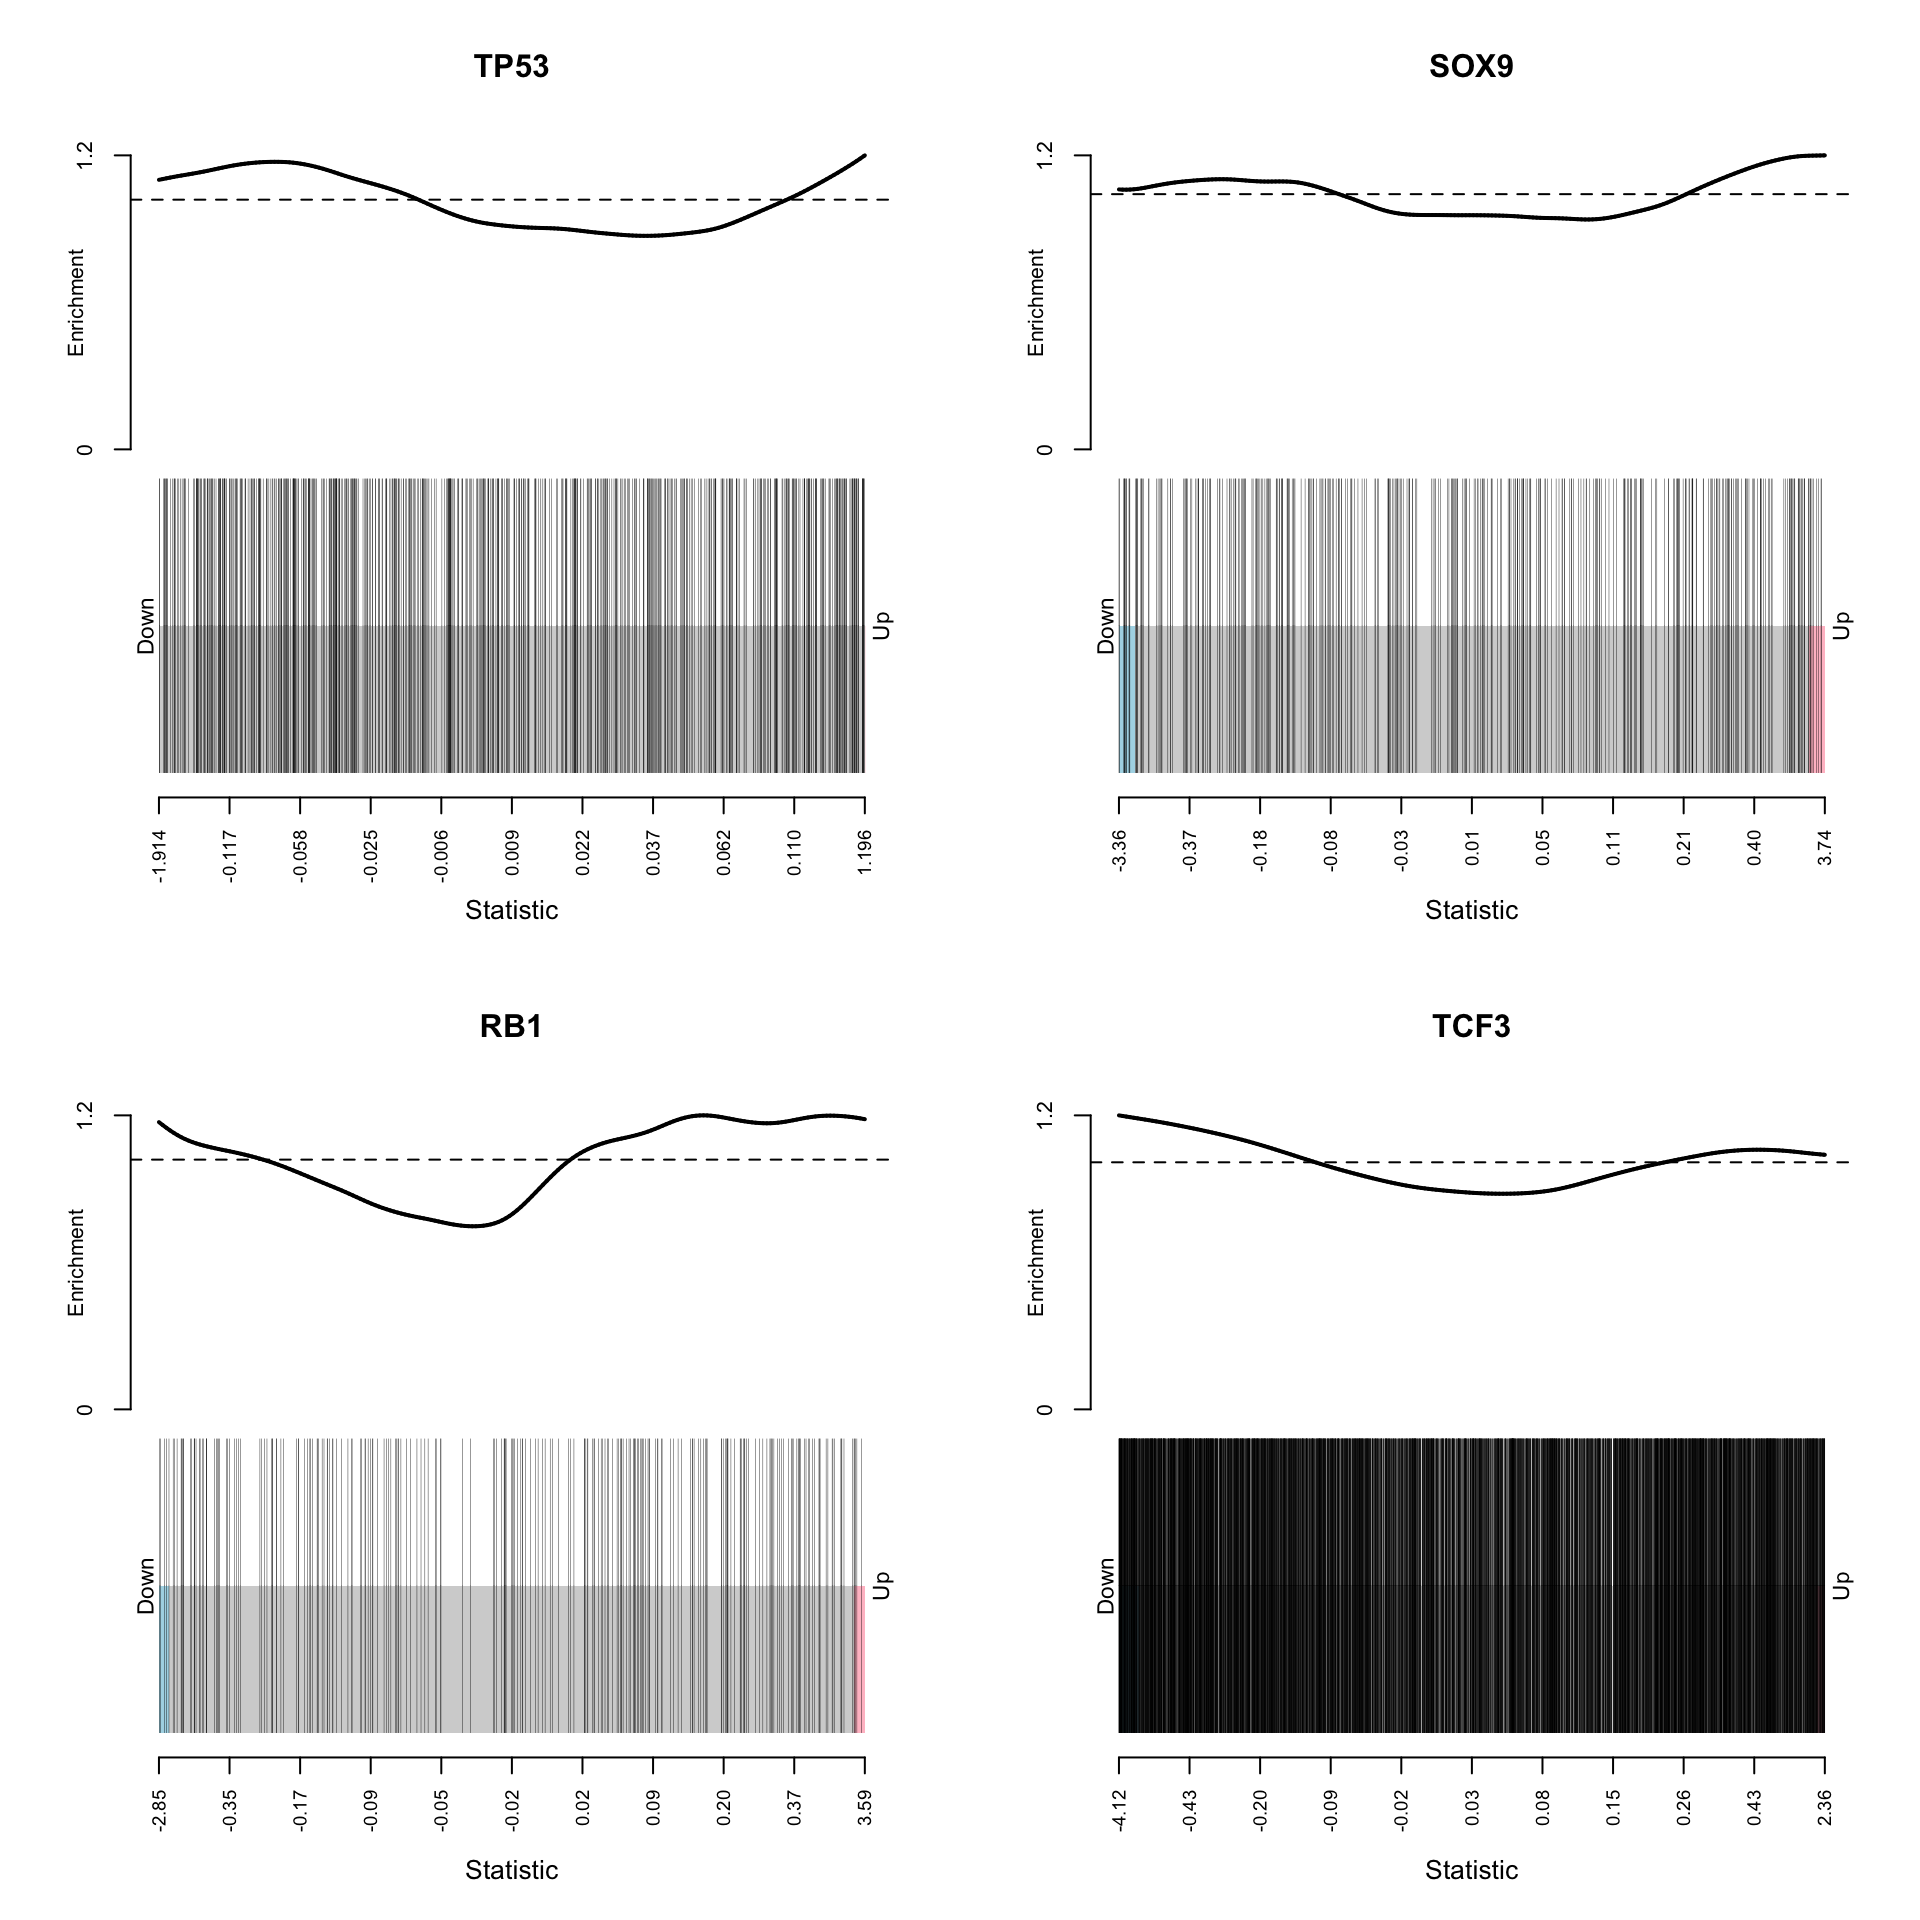 TP53
1.2
Enrichment
0
Down
Up
-1.914 -0.117 -0.058 -0.025 -0.006 0.009 0.022 0.037 0.062 0.110 1.196
Statistic
SOX9
1.2
Enrichment
0
Down
Up
-3.36 -0.37 -0.18 -0.08 -0.03 0.01 0.05 0.11 0.21 0.40 3.74
Statistic
RB1
1.2
Enrichment
0
Down
Up
-2.85 -0.35 -0.17 -0.09 -0.05 -0.02 0.02 0.09 0.20 0.37 3.59
Statistic
TCF3
1.2
Enrichment
0
Down
Up
-4.12 -0.43 -0.20 -0.09 -0.02 0.03 0.08 0.15 0.26 0.43 2.36
Statistic